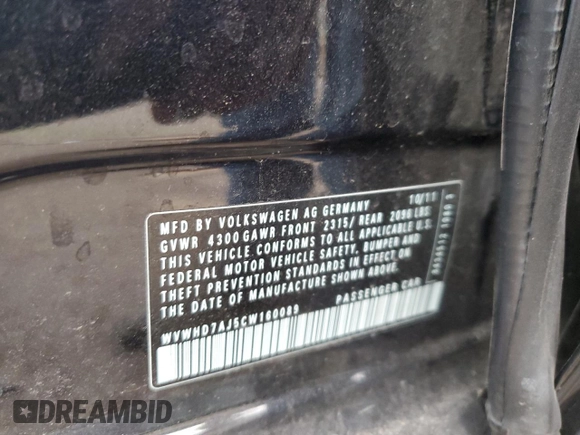 MFD BY VOLKSWAGEN AG GERMANY 10/11
GVWR 4300 GAWR FRONT 2315/ REAR 2096 LBS
THIS VEHICLE CONFORMS TO ALL APPLICABLE U.S.
FEDERAL MOTOR VEHICLE SAFETY, BUMPER AND
THEFT PREVENTION STANDARDS IN EFFECT ON
THE DATE OF MANUFACTURE SHOWN ABOVE.
WVWHD7AJ5CW160089 PASSENGER CAR
DREAMBID